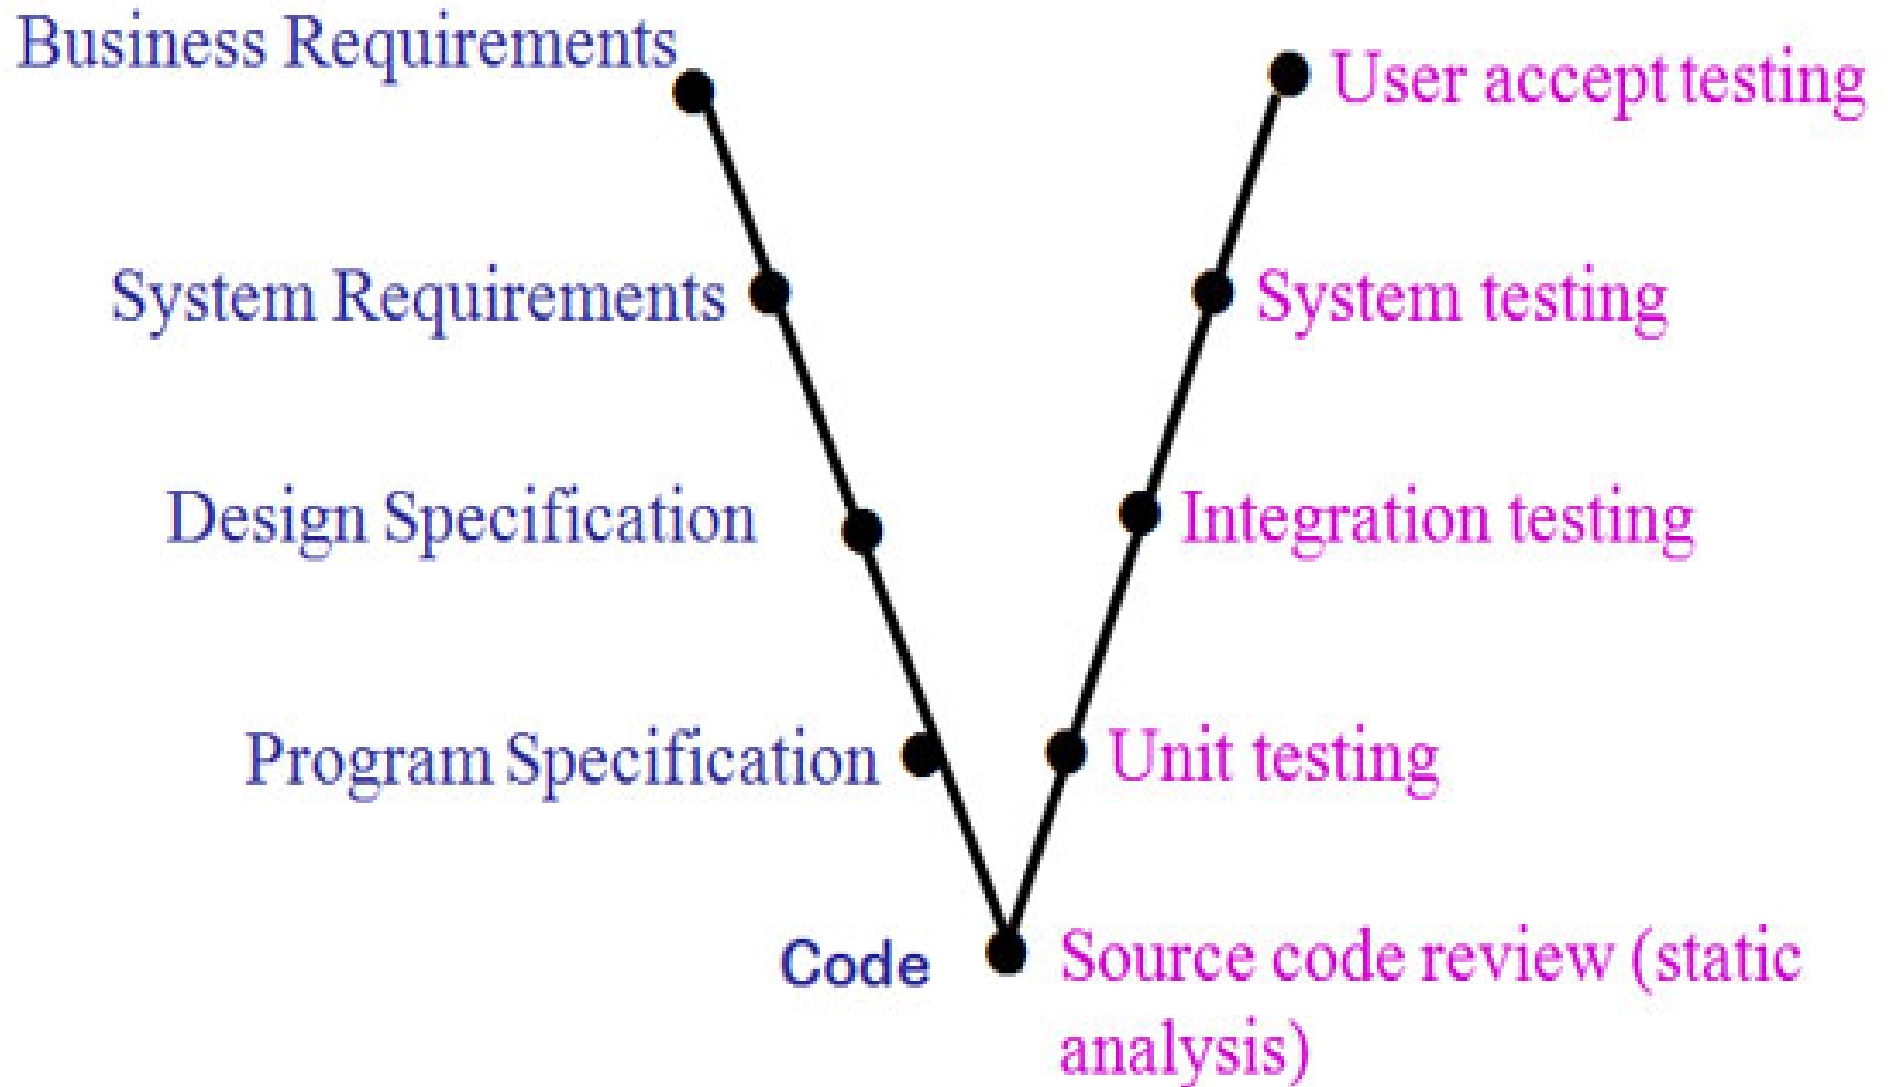 Business Requirements
User accept testing
System Requirements
System testing
Design Specification
Integration testing
Program Specification
Unit testing
Code
Source code review (static
analysis)